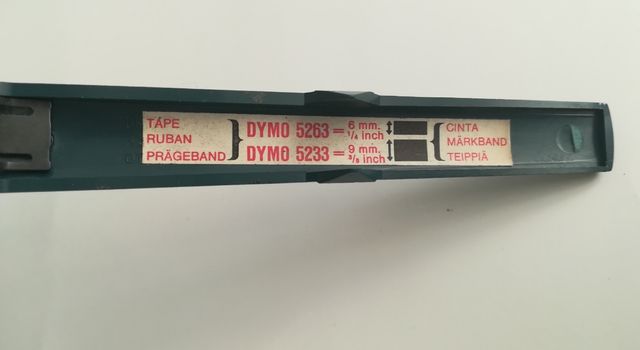 TAPE
RUBAN
PRÄGEBAND
DYMO 5263 = 6 mm. 1/4 inch
DYMO 5233 = 9 mm. 3/8 inch
CINTA
MÄRKBAND
TEIPPIÄ